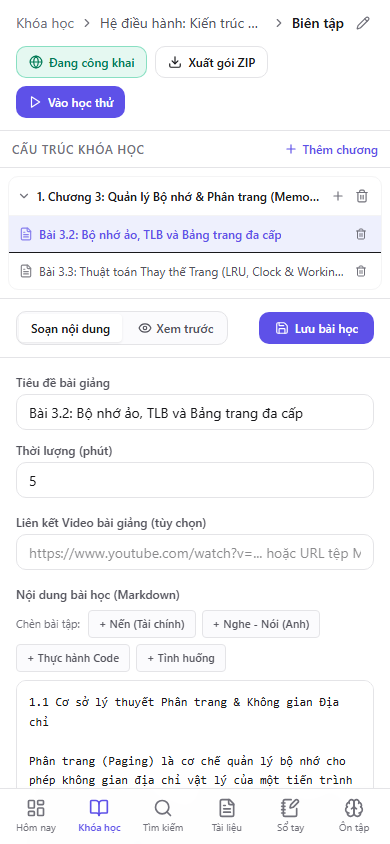 Khóa học > Hệ điều hành: Kiến trúc ... > Biên tập
Đang công khai
Xuất gói ZIP
Vào học thử
CẤU TRÚC KHÓA HỌC
+ Thêm chương
1. Chương 3: Quản lý Bộ nhớ & Phân trang (Memo...
Bài 3.2: Bộ nhớ ảo, TLB và Bảng trang đa cấp
Bài 3.3: Thuật toán Thay thế Trang (LRU, Clock & Workin...
Soạn nội dung
Xem trước
Lưu bài học
Tiêu đề bài giảng
Bài 3.2: Bộ nhớ ảo, TLB và Bảng trang đa cấp
Thời lượng (phút)
5
Liên kết Video bài giảng (tùy chọn)
https://www.youtube.com/watch?v=... hoặc URL tệp M
Nội dung bài học (Markdown)
Chèn bài tập:
+ Nến (Tài chính)
+ Nghe - Nói (Anh)
+ Thực hành Code
+ Tình huống
1.1 Cơ sở lý thuyết Phân trang & Không gian Địa
chỉ
Phân trang (Paging) là cơ chế quản lý bộ nhớ cho
phép không gian địa chỉ vật lý của một tiến trình
Hôm nay
Khóa học
Tìm kiếm
Tài liệu
Sổ tay
Ôn tập